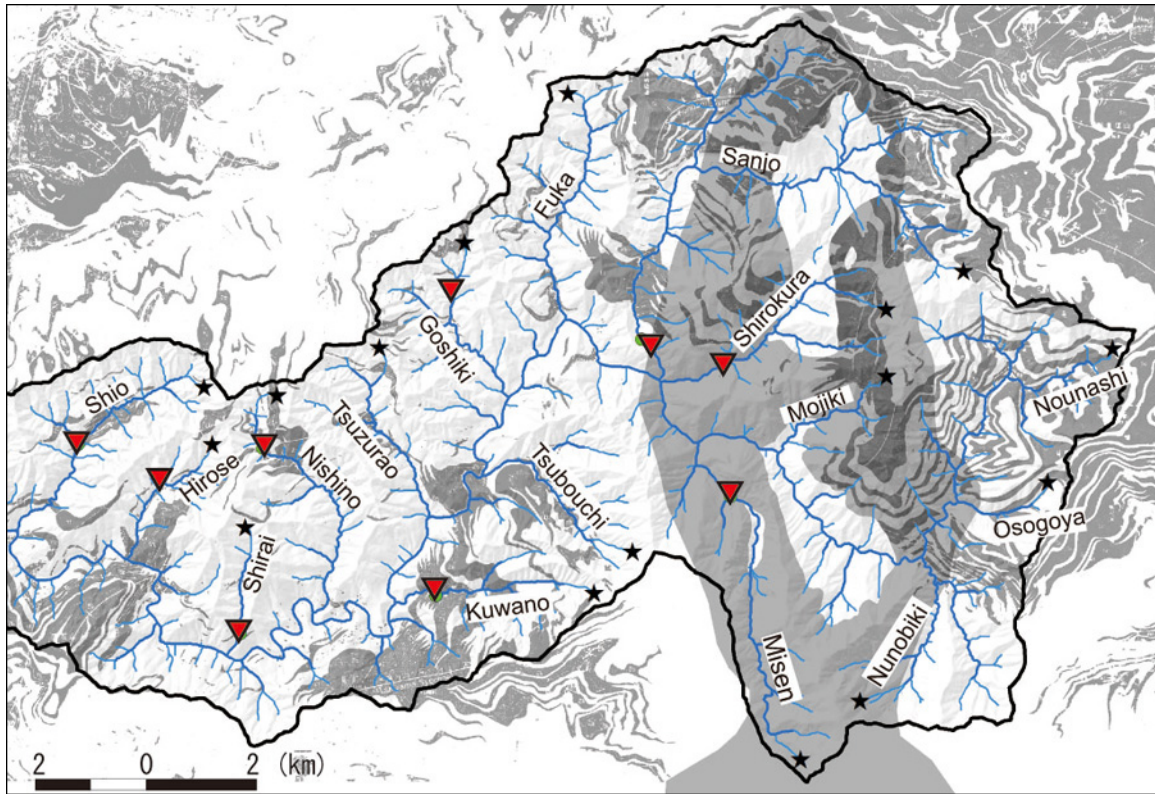 Sanjo
Fuka
Shirokura
Goshiki
Mojiki
Nounashi
Shio
Tsuzurao
Hirose
Nishino
Tsubouchi
Osogoya
Shirai
Kuwano
Misen
Nunobiki
2 0 2 (km)